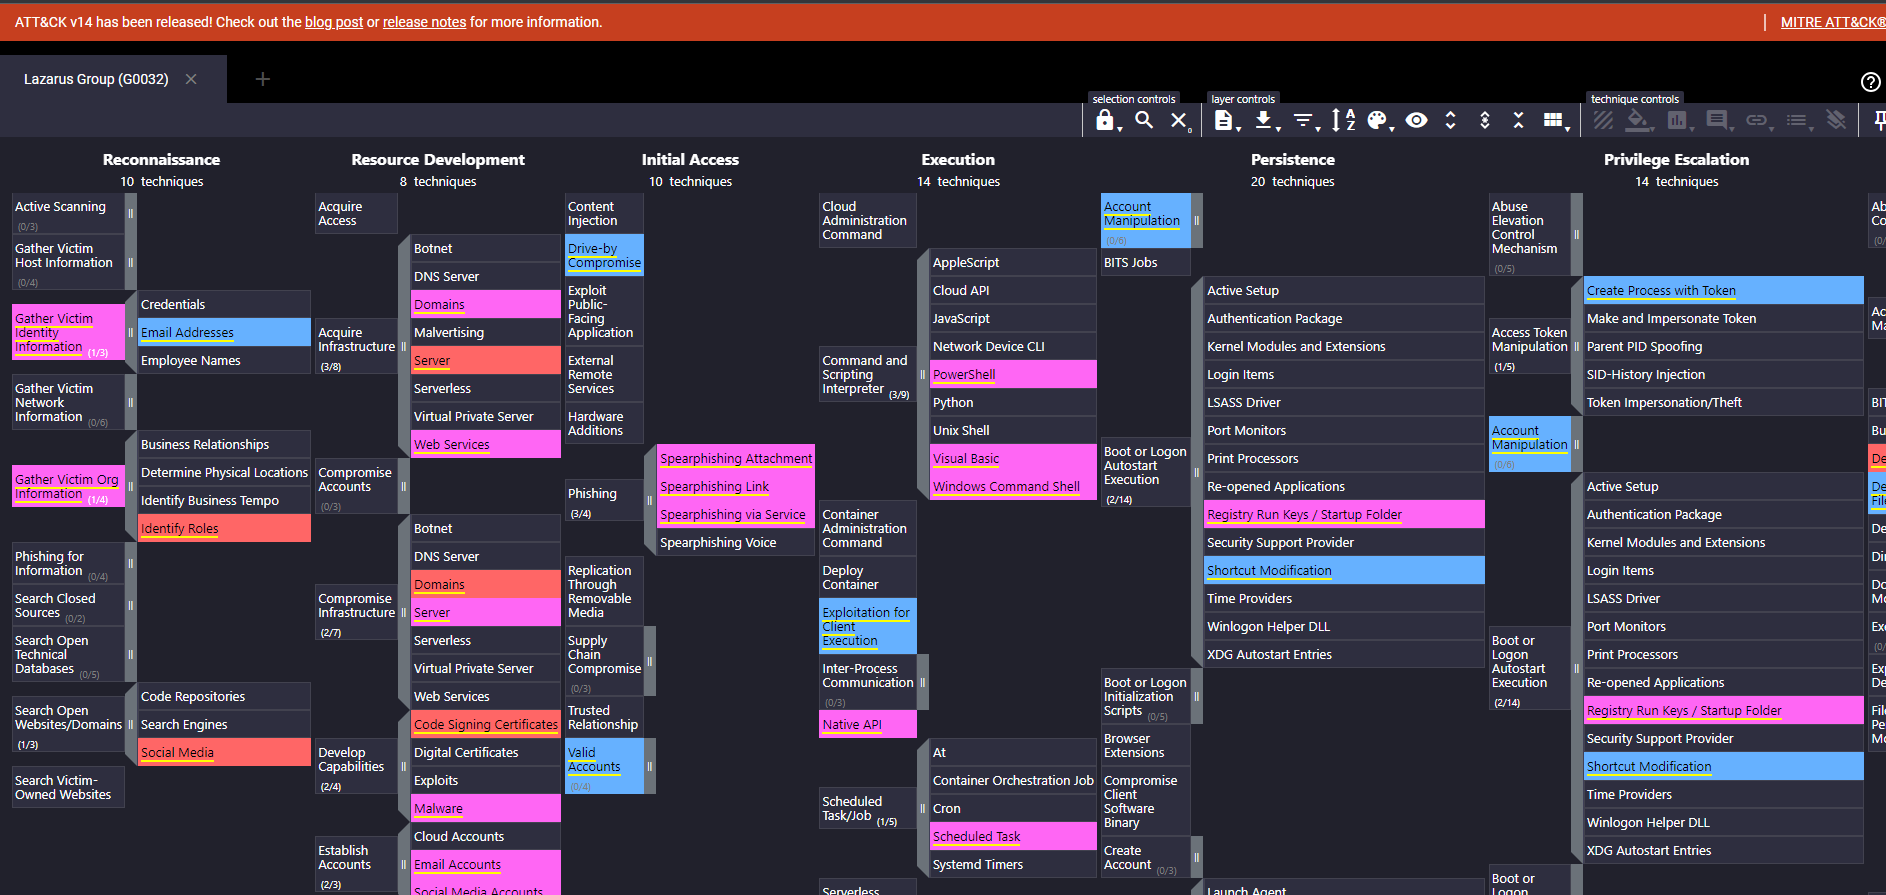 ATT&CK v14 has been released! Check out the blog post or release notes for more information.
MITRE ATT&CK®
Lazarus Group (G0032)
selection controls
layer controls
technique controls
Reconnaissance
10 techniques
Active Scanning
(0/3)
Gather Victim
Host Information
(0/4)
Gather Victim
Identity
Information (1/3)
Credentials
Email Addresses
Employee Names
Gather Victim
Network
Information (0/6)
Gather Victim Org
Information (1/4)
Business Relationships
Determine Physical Locations
Identify Business Tempo
Identify Roles
Phishing for
Information (0/4)
Search Closed
Sources (0/2)
Search Open
Technical
Databases (0/5)
Search Open
Websites/Domains
(1/3)
Code Repositories
Search Engines
Social Media
Search Victim-
Owned Websites
Resource Development
8 techniques
Acquire
Access
Acquire
Infrastructure
(3/8)
Botnet
DNS Server
Domains
Malvertising
Server
Serverless
Virtual Private Server
Web Services
Compromise
Accounts
(0/3)
Compromise
Infrastructure
(2/7)
Botnet
DNS Server
Domains
Server
Serverless
Virtual Private Server
Web Services
Develop
Capabilities
(2/4)
Code Signing Certificates
Digital Certificates
Exploits
Malware
Establish
Accounts
(2/3)
Cloud Accounts
Email Accounts
Social Media Accounts
Initial Access
10 techniques
Content
Injection
Drive-by
Compromise
Exploit
Public-
Facing
Application
External
Remote
Services
Hardware
Additions
Phishing
(3/4)
Spearphishing Attachment
Spearphishing Link
Spearphishing via Service
Spearphishing Voice
Replication
Through
Removable
Media
Supply
Chain
Compromise
(0/3)
Trusted
Relationship
Valid
Accounts
(0/4)
Execution
14 techniques
Cloud
Administration
Command
Command and
Scripting
Interpreter (3/9)
AppleScript
Cloud API
JavaScript
Network Device CLI
PowerShell
Python
Unix Shell
Visual Basic
Windows Command Shell
Container
Administration
Command
Deploy
Container
Exploitation for
Client
Execution
Inter-Process
Communication
(0/3)
Native API
Scheduled
Task/Job (1/5)
At
Container Orchestration Job
Cron
Scheduled Task
Systemd Timers
Serverless
Persistence
20 techniques
Account
Manipulation
(0/6)
BITS Jobs
Boot or Logon
Autostart
Execution
(2/14)
Active Setup
Authentication Package
Kernel Modules and Extensions
Login Items
LSASS Driver
Port Monitors
Print Processors
Re-opened Applications
Registry Run Keys / Startup Folder
Security Support Provider
Shortcut Modification
Time Providers
Winlogon Helper DLL
XDG Autostart Entries
Boot or Logon
Initialization
Scripts (0/5)
Browser
Extensions
Compromise
Client
Software
Binary
Create
Account (0/3)
Launch Agent
Privilege Escalation
14 techniques
Abuse
Elevation
Control
Mechanism
(0/5)
Access Token
Manipulation
(1/5)
Create Process with Token
Make and Impersonate Token
Parent PID Spoofing
SID-History Injection
Token Impersonation/Theft
Account
Manipulation
(0/6)
Boot or
Logon
Autostart
Execution
(2/14)
Active Setup
Authentication Package
Kernel Modules and Extensions
Login Items
LSASS Driver
Port Monitors
Print Processors
Re-opened Applications
Registry Run Keys / Startup Folder
Security Support Provider
Shortcut Modification
Time Providers
Winlogon Helper DLL
XDG Autostart Entries
Boot or
Logon